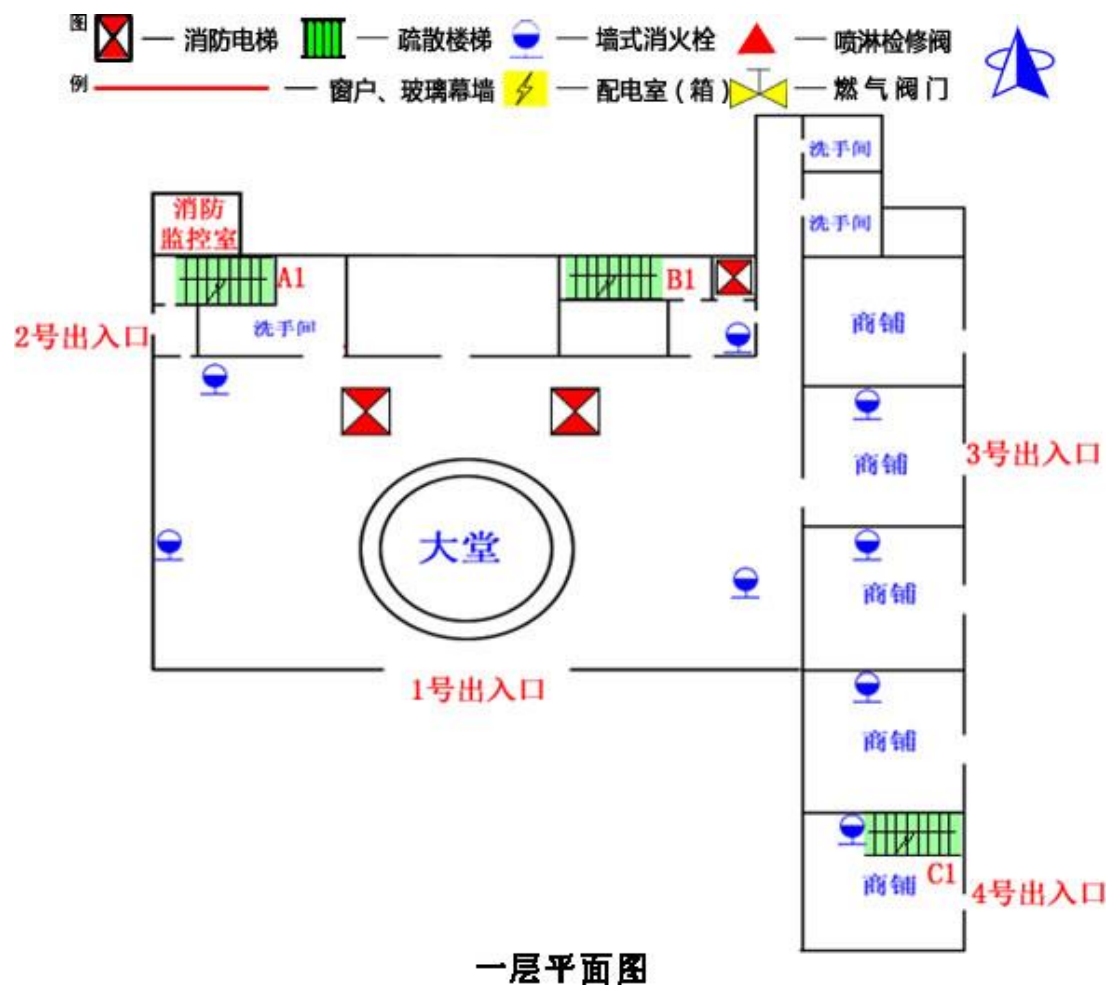 图 — 消防电梯 — 疏散楼梯 — 墙式消火栓 — 喷淋检修阀
例 — 窗户、玻璃幕墙 — 配电室（箱） — 燃气阀门
洗手间
洗手间
消防
监控室
A1
B1
2号出入口
洗手间
商铺
商铺
3号出入口
大堂
商铺
1号出入口
商铺
商铺
C1
4号出入口
一层平面图